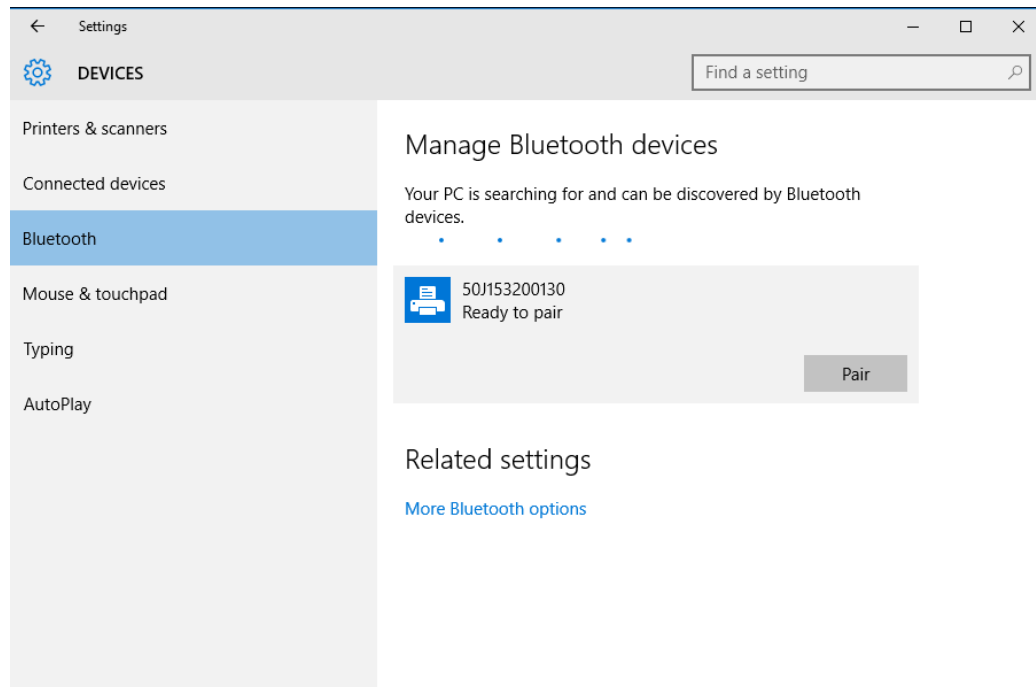 Settings
DEVICES
Find a setting
Printers & scanners
Connected devices
Bluetooth
Mouse & touchpad
Typing
AutoPlay
Manage Bluetooth devices
Your PC is searching for and can be discovered by Bluetooth
devices.
50J153200130
Ready to pair
Pair
Related settings
More Bluetooth options